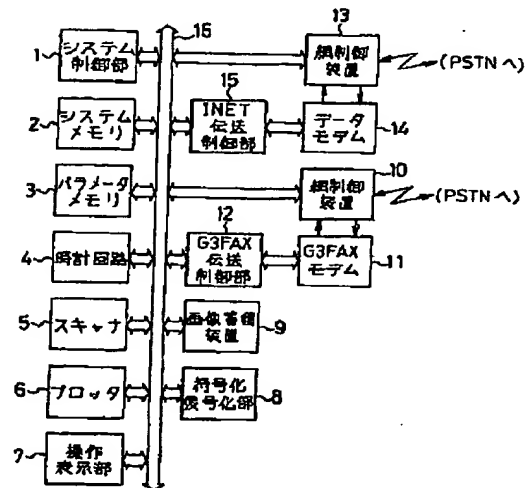 1
システム
制御部
2
システム
メモリ
3
パラメータ
メモリ
4
時計回路
5
スキャナ
6
プロッタ
7
操作
表示部
16
15
INET
伝送
制御部
12
G3FAX
伝送
制御部
画像蓄積
装置
9
符号化
復号化部
8
13
網制御
装置
(PSTNへ)
データ
モデム
14
10
網制御
装置
(PSTNへ)
G3FAX
モデム
11